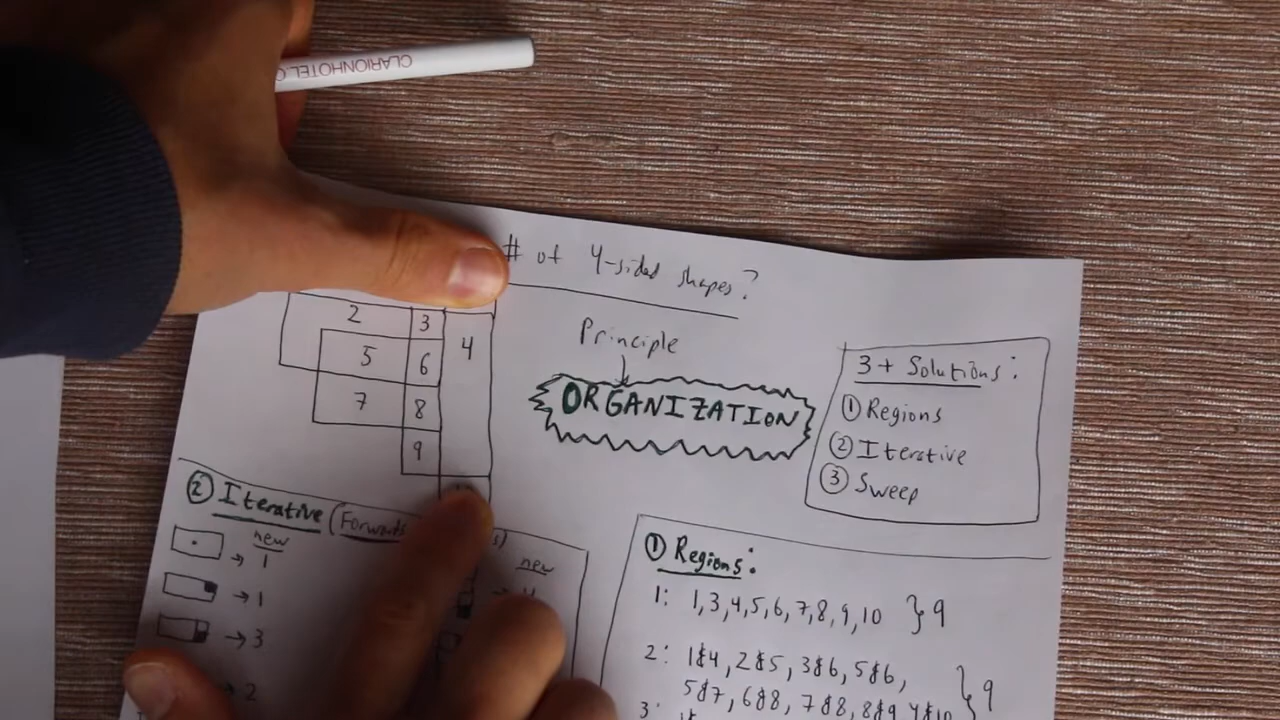 CLARIONHOTEL.C
# of 4-sided shapes?
Principle
ORGANIZATION
3+ Solutions:
① Regions
② Iterative
③ Sweep
2 3
4
5 6
7 8
9
② Iterative (Forwards
new
→ 1
→ 1
→ 3
→ 2
s)
new
① Regions:
1: 1,3,4,5,6,7,8,9,10 } 9
2: 1&4, 2&5, 3&6, 5&6,
5&7, 6&8, 7&8, 8&9, 4&10 } 9
3: